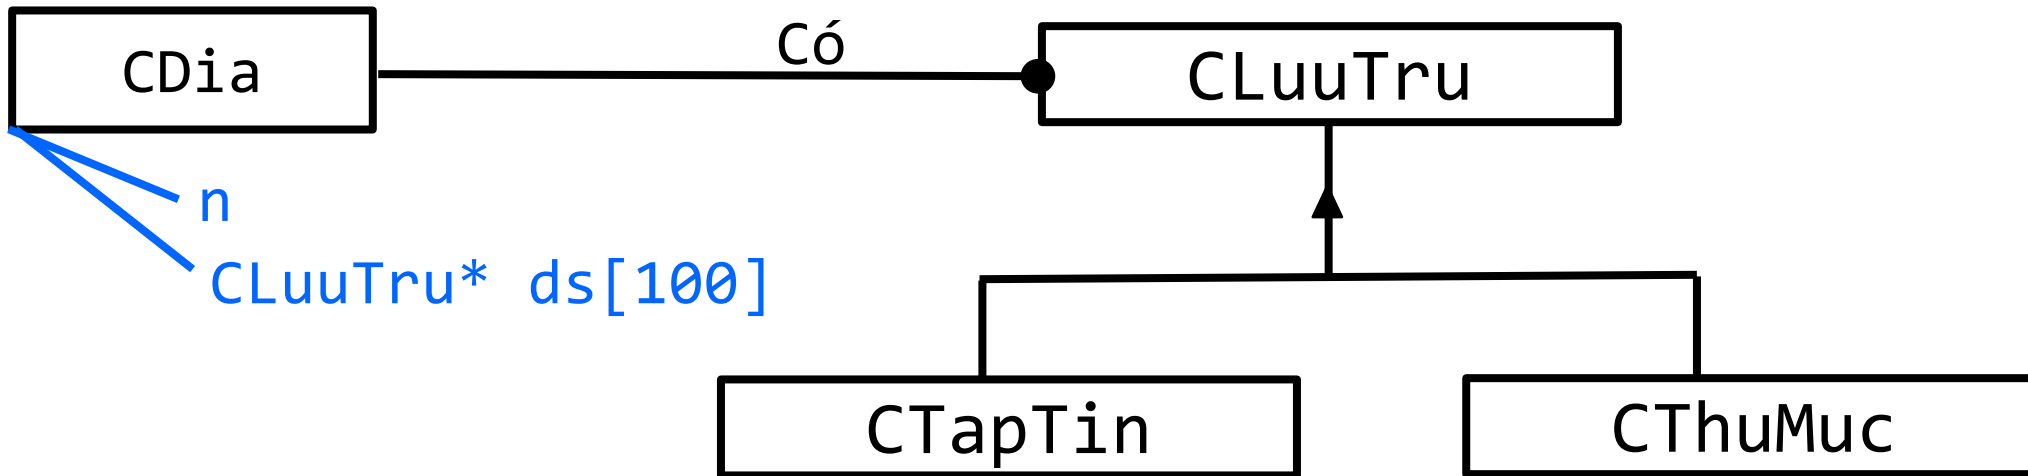 CDia
Có
CLuuTru
n
CLuuTru* ds[100]
CTapTin
CThuMuc